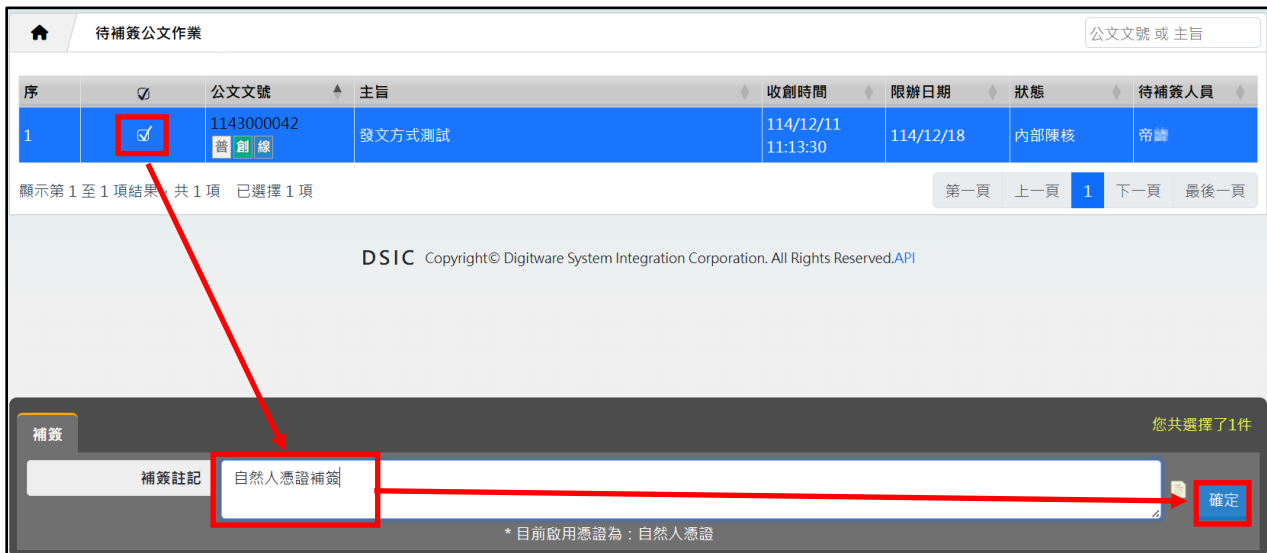 待補簽公文作業
公文文號 或 主旨
序 公文文號 主旨 收創時間 限辦日期 狀態 待補簽人員
1 1143000042 發文方式測試 114/12/11 114/12/18 內部陳核 帝
普 創 線 11:13:30
顯示第 1 至 1 項結果，共 1 項 已選擇 1 項
第一頁 上一頁 1 下一頁 最後一頁
DSIC Copyright© Digitware System Integration Corporation. All Rights Reserved.API
補簽
您共選擇了1件
補簽註記 自然人憑證補簽 確定
* 目前啟用憑證為：自然人憑證